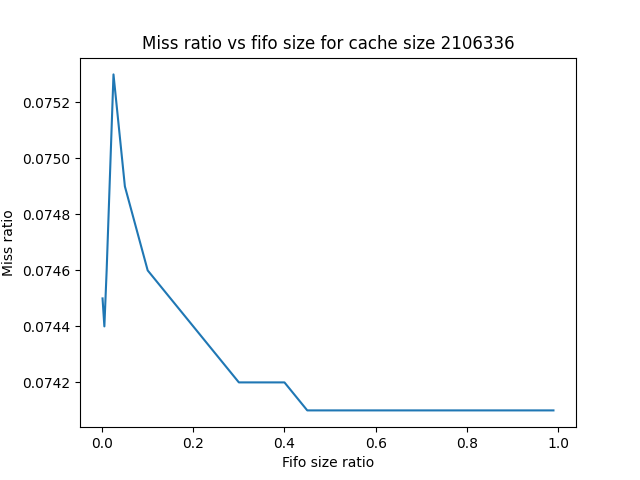 Miss ratio vs fifo size for cache size 2106336
Miss ratio
0.0752
0.0750
0.0748
0.0746
0.0744
0.0742
0.0 0.2 0.4 0.6 0.8 1.0
Fifo size ratio